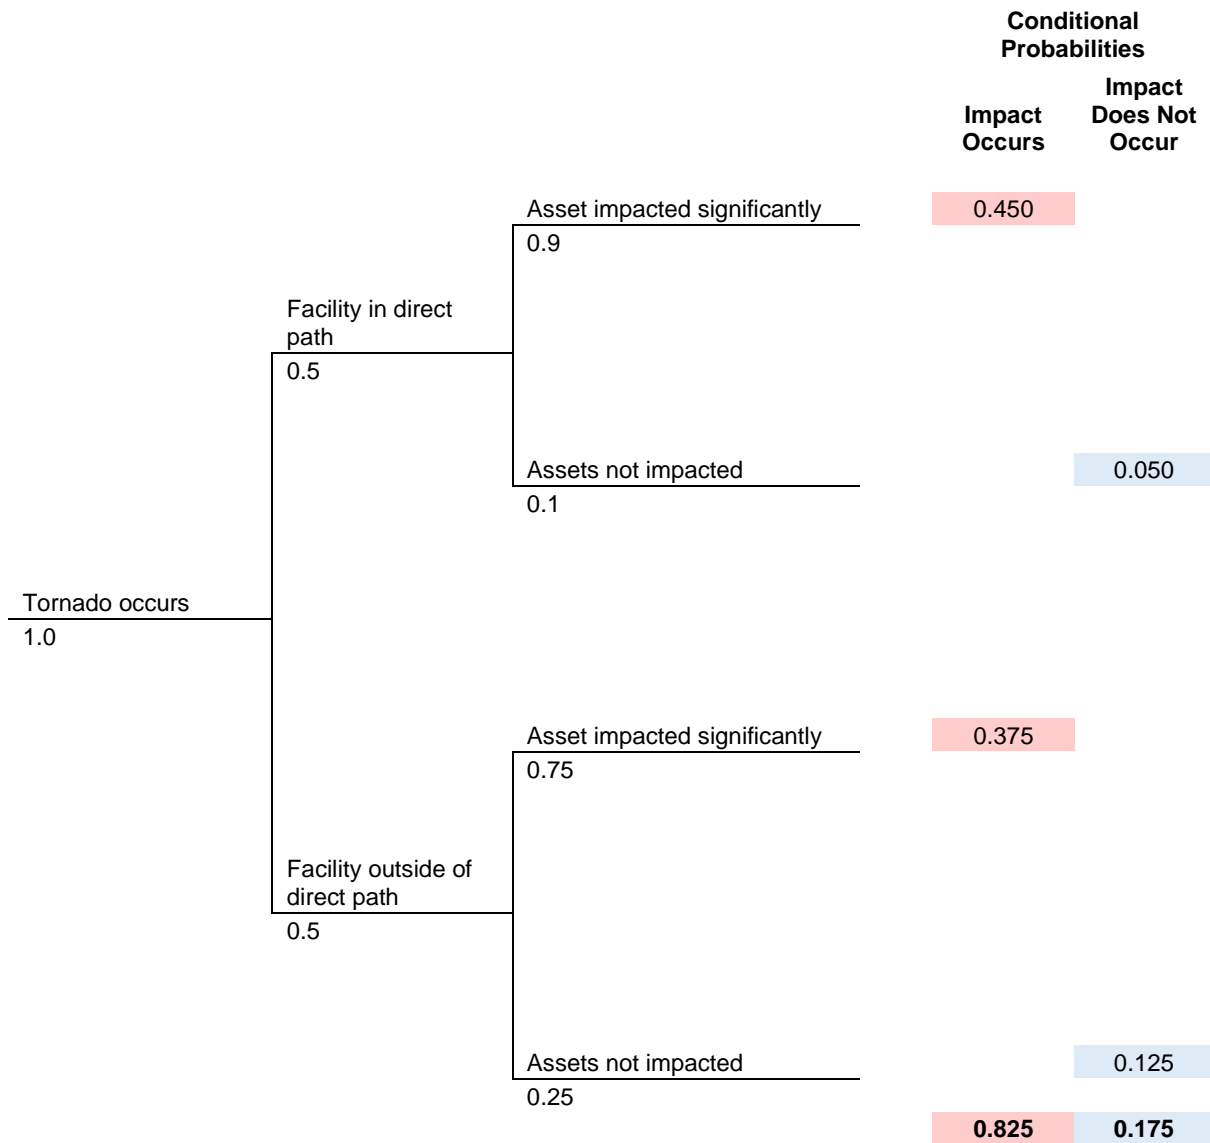 Conditional
Probabilities
Impact
Occurs
Impact
Does Not
Occur
Asset impacted significantly
0.450
0.9
Facility in direct
path
0.5
Assets not impacted
0.050
0.1
Tornado occurs
1.0
Asset impacted significantly
0.375
0.75
Facility outside of
direct path
0.5
Assets not impacted
0.125
0.25
0.825 0.175